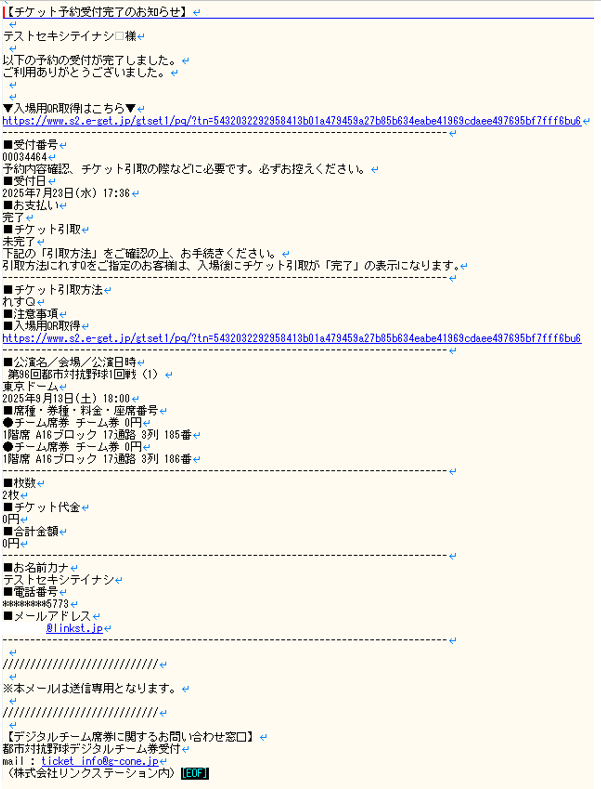 【チケット予約受付完了のお知らせ】
テストセキシテイナシ□様
以下の予約の受付が完了しました。
ご利用ありがとうございました。
▼入場用QR取得はこちら▼
https://www.s2.e-get.jp/gtset1/pq/?tn=5432032292958413b01a479459a27b85b634eabe41969cdaee497695bf7fff6bu6
■受付番号
00034464
予約内容確認、チケット引取の際などに必要です。必ずお控えください。
■受付日
2025年7月23日(水) 17:36
■お支払い
完了
■チケット引取
未完了
下記の「引取方法」をご確認の上、お手続きください。
引取方法にれすQをご指定のお客様は、入場後にチケット引取が「完了」の表示になります。
■チケット引取方法
れすQ
■注意事項
■入場用QR取得
https://www.s2.e-get.jp/gtset1/pq/?tn=5432032292958413b01a479459a27b85b634eabe41969cdaee497695bf7fff6bu6
■公演名／会場／公演日時
第96回都市対抗野球1回戦（1）
東京ドーム
2025年9月13日(土) 18:00
■席種・券種・料金・座席番号
●チーム席券 チーム券 0円
1階席 A16ブロック 17通路 3列 185番
●チーム席券 チーム券 0円
1階席 A16ブロック 17通路 3列 186番
■枚数
2枚
■チケット代金
0円
■合計金額
0円
■お名前カナ
テストセキシテイナシ
■電話番号
********5773
■メールアドレス
@linkst.jp
////////////////////////////
※本メールは送信専用となります。
////////////////////////////
【デジタルチーム席券に関するお問い合わせ窓口】
都市対抗野球デジタルチーム券受付
mail : ticket_info@g-cone.jp
（株式会社リンクステーション内）[EOF]